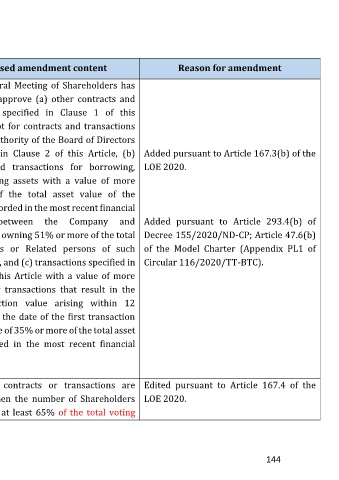 sed amendment content
Reason for amendment
ral Meeting of Shareholders has
approve (a) other contracts and
specified in Clause 1 of this
t for contracts and transactions
thority of the Board of Directors
in Clause 2 of this Article, (b)
d transactions for borrowing,
ng assets with a value of more
f the total asset value of the
orded in the most recent financial
between the Company and
owning 51% or more of the total
s or Related persons of such
, and (c) transactions specified in
his Article with a value of more
transactions that result in the
ction value arising within 12
the date of the first transaction
e of 35% or more of the total asset
ed in the most recent financial
Added pursuant to Article 167.3(b) of the
LOE 2020.
Added pursuant to Article 293.4(b) of
Decree 155/2020/ND-CP; Article 47.6(b)
of the Model Charter (Appendix PL1 of
Circular 116/2020/TT-BTC).
contracts or transactions are
en the number of Shareholders
at least 65% of the total voting
Edited pursuant to Article 167.4 of the
LOE 2020.
144